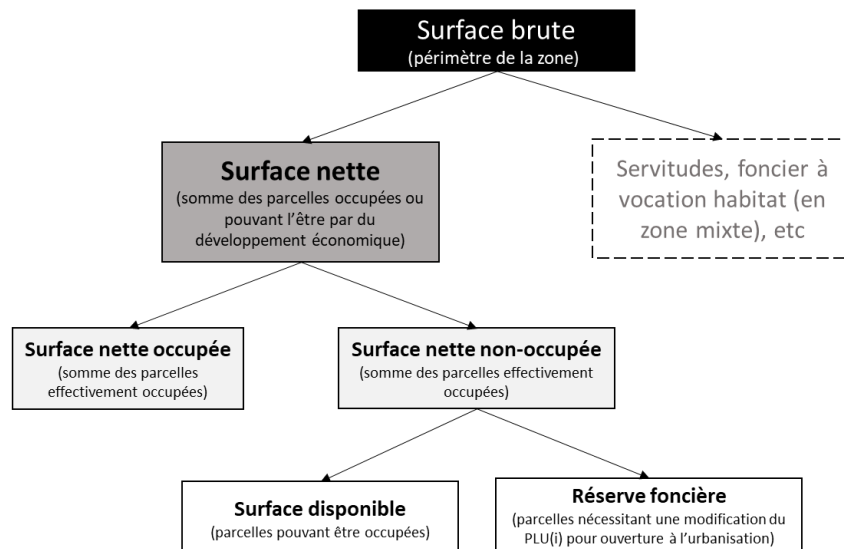 Surface brute
(périmètre de la zone)
Surface nette
(somme des parcelles occupées ou
pouvant l'être par du
développement économique)
Servitudes, foncier à
vocation habitat (en
zone mixte), etc
Surface nette occupée
(somme des parcelles
effectivement occupées)
Surface nette non-occupée
(somme des parcelles effectivement
occupées)
Surface disponible
(parcelles pouvant être occupées)
Réserve foncière
(parcelles nécessitant une modification du
PLU(i) pour ouverture à l'urbanisation)